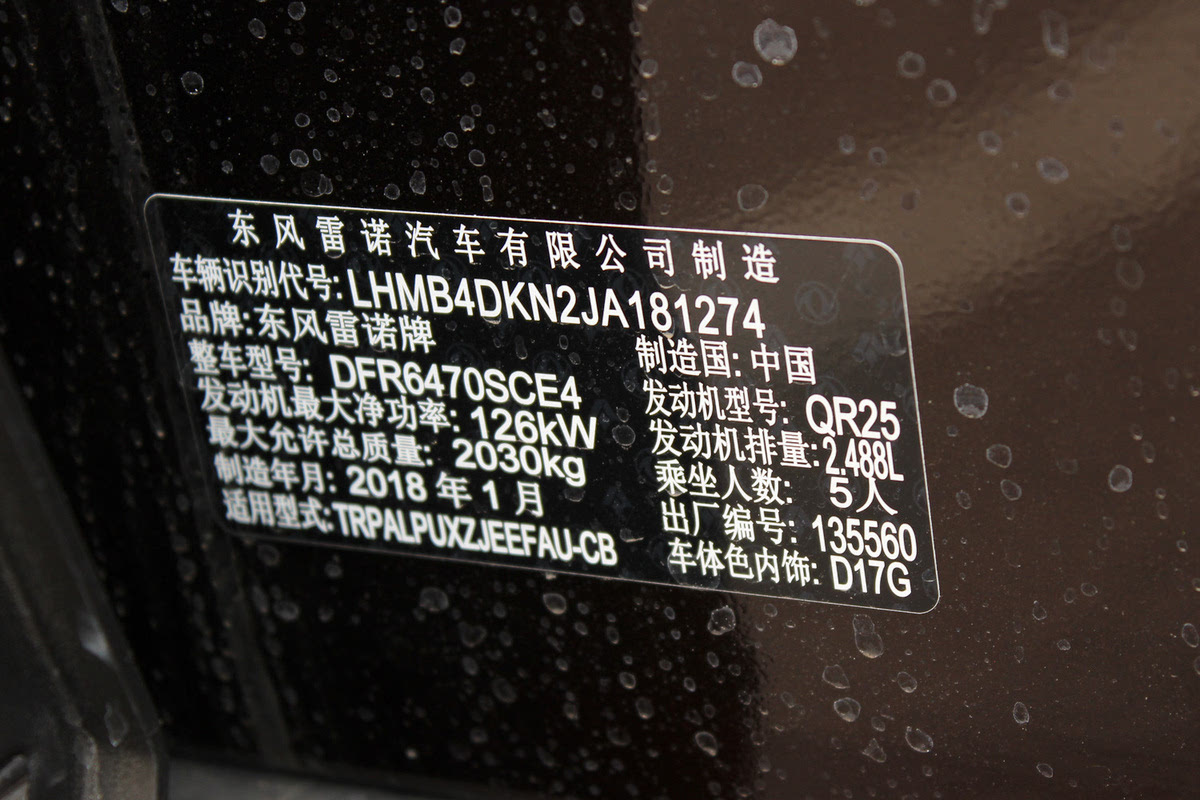 东风雷诺汽车有限公司制造
车辆识别代号:LHMB4DKN2JA181274
品牌:东风雷诺牌 制造国:中国
整车型号:DFR6470SCE4 发动机型号:QR25
发动机最大净功率:126kW 发动机排量:2.488L
最大允许总质量:2030kg 乘坐人数:5人
制造年月:2018年1月 出厂编号:135560
适用型式:TRPALPUXZJEEFAU-CB 车体色内饰:D17G